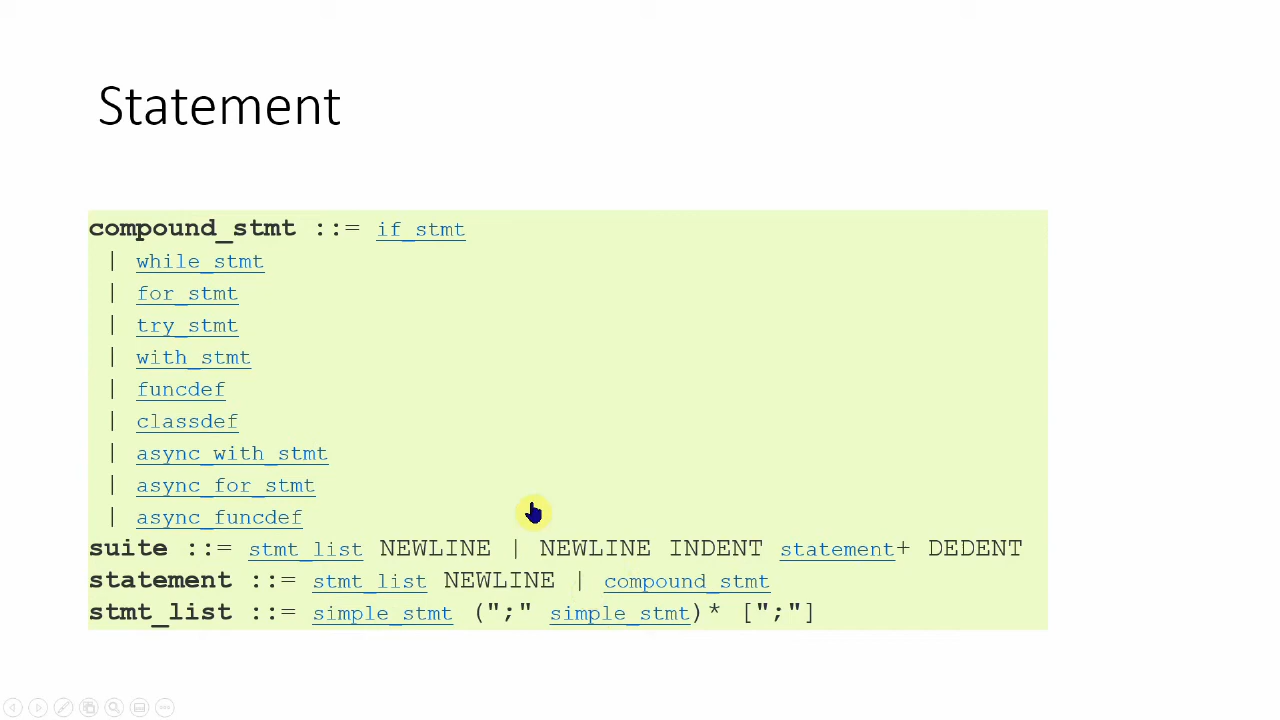 Statement
compound_stmt ::= if_stmt
| while_stmt
| for_stmt
| try_stmt
| with_stmt
| funcdef
| classdef
| async_with_stmt
| async_for_stmt
| async_funcdef
suite ::= stmt_list NEWLINE | NEWLINE INDENT statement+ DEDENT
statement ::= stmt_list NEWLINE | compound_stmt
stmt_list ::= simple_stmt (";" simple_stmt)* [";"]